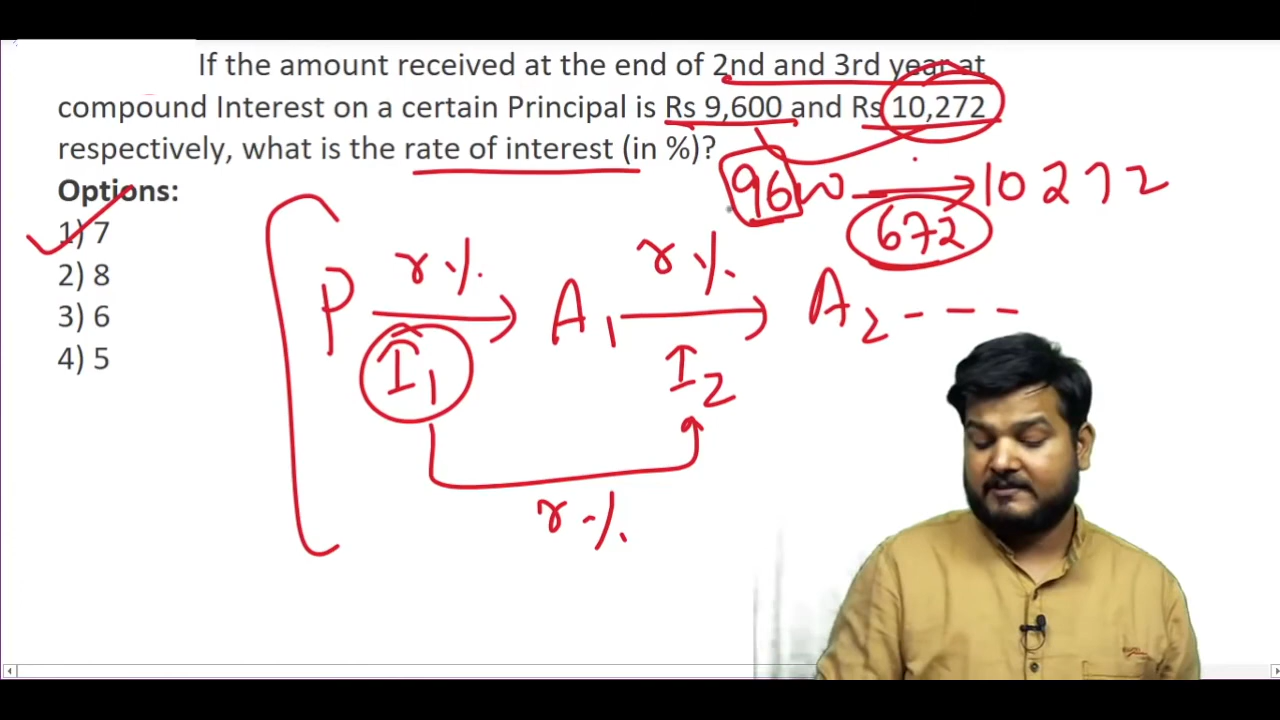 If the amount received at the end of 2nd and 3rd year at
compound Interest on a certain Principal is Rs 9,600 and Rs 10,272
respectively, what is the rate of interest (in %)?
Options:
1) 7
2) 8
3) 6
4) 5
9600 → 10272
672
P r% → A1 r% → A2 - - -
I1 I2
r%